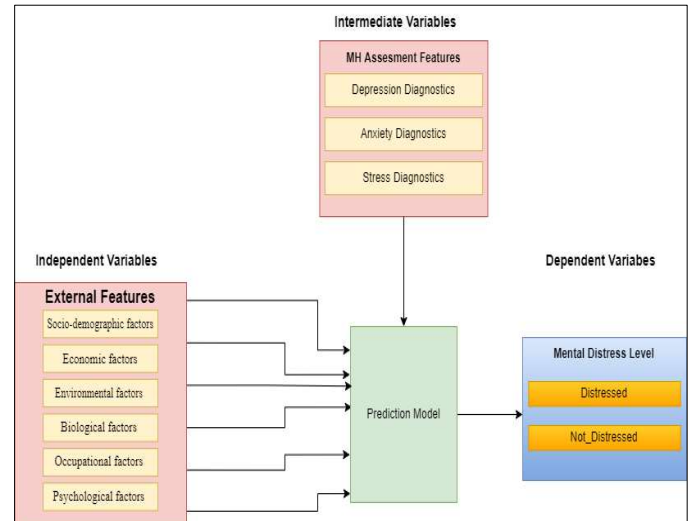 Intermediate Variables
MH Assesment Features
Depression Diagnostics
Anxiety Diagnostics
Stress Diagnostics
Independent Variables
External Features
Socio-demographic factors
Economic factors
Environmental factors
Biological factors
Occupational factors
Psychological factors
Prediction Model
Dependent Variabes
Mental Distress Level
Distressed
Not_Distressed